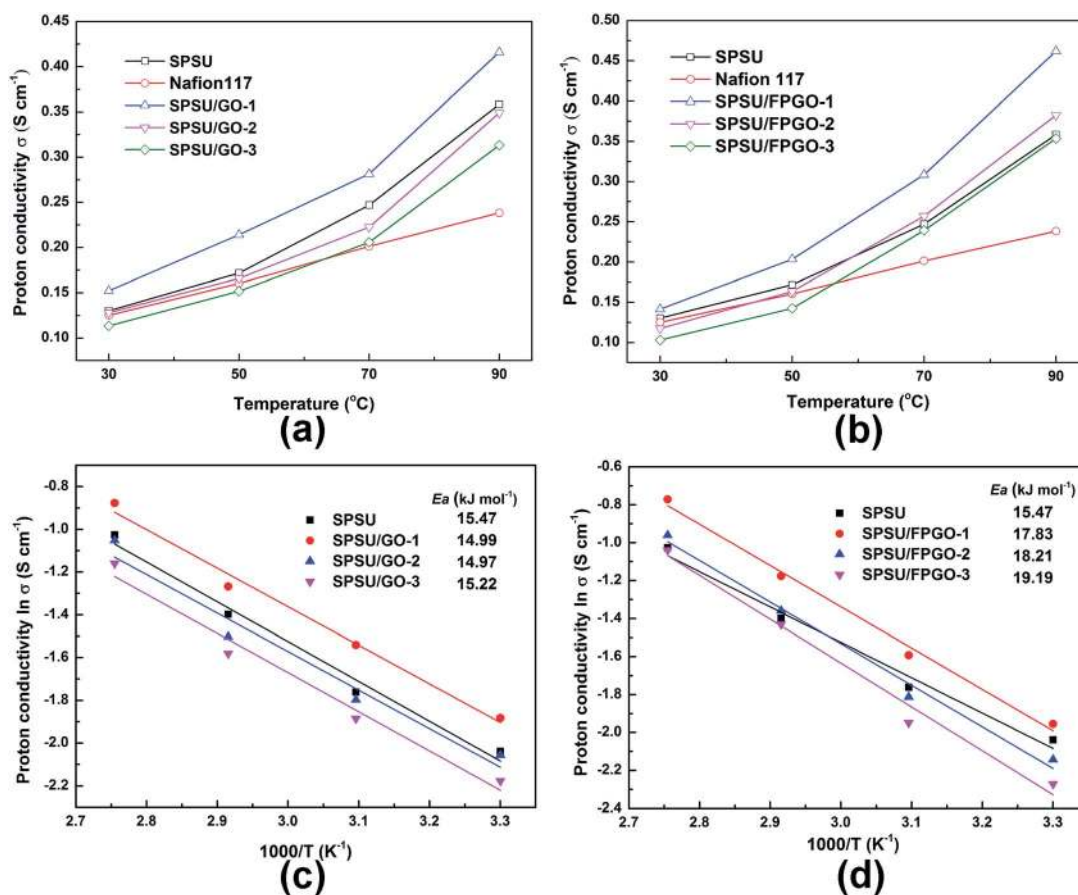 0.45
0.40
0.35
0.30
0.25
0.20
0.15
0.10
Proton conductivity σ (S cm⁻¹)
SPSU
Nafion117
SPSU/GO-1
SPSU/GO-2
SPSU/GO-3
30 50 70 90
Temperature (°C)
(a)
0.50
0.45
0.40
0.35
0.30
0.25
0.20
0.15
0.10
Proton conductivity σ (S cm⁻¹)
SPSU
Nafion 117
SPSU/FPGO-1
SPSU/FPGO-2
SPSU/FPGO-3
30 50 70 90
Temperature (°C)
(b)
-0.8
-1.0
-1.2
-1.4
-1.6
-1.8
-2.0
-2.2
Proton conductivity ln σ (S cm⁻¹)
Ea (kJ mol⁻¹)
SPSU 15.47
SPSU/GO-1 14.99
SPSU/GO-2 14.97
SPSU/GO-3 15.22
2.7 2.8 2.9 3.0 3.1 3.2 3.3
1000/T (K⁻¹)
(c)
-0.6
-0.8
-1.0
-1.2
-1.4
-1.6
-1.8
-2.0
-2.2
-2.4
Proton conductivity ln σ (S cm⁻¹)
Ea (kJ mol⁻¹)
SPSU 15.47
SPSU/FPGO-1 17.83
SPSU/FPGO-2 18.21
SPSU/FPGO-3 19.19
2.7 2.8 2.9 3.0 3.1 3.2 3.3
1000/T (K⁻¹)
(d)